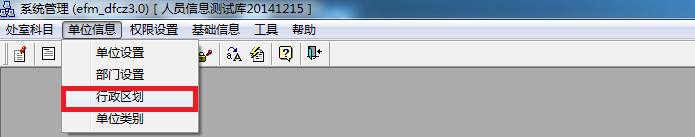 系统管理 (efm_dfcz3.0) [ 人员信息测试库20141215 ]
处室科目 单位信息 权限设置 基础信息 工具 帮助
单位设置
部门设置
行政区划
单位类别